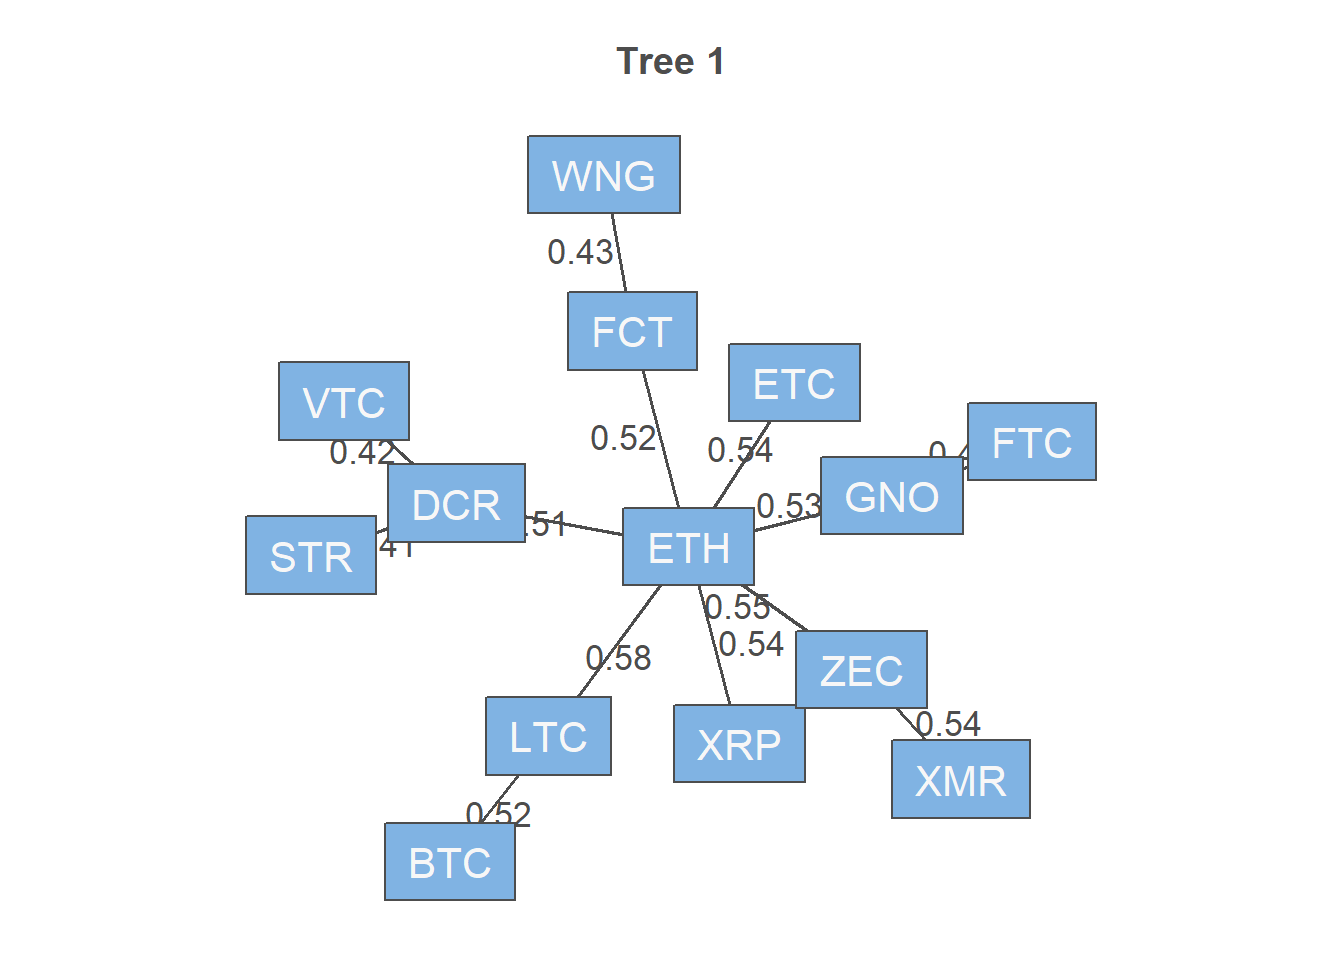 Tree 1
WNG
0.43
FCT
ETC
VTC
0.52
0.54
FTC
0.42
GNO
DCR
0.53
.51
ETH
STR
41
0.55
0.54
0.58
ZEC
LTC
XRP
0.54
XMR
0.52
BTC